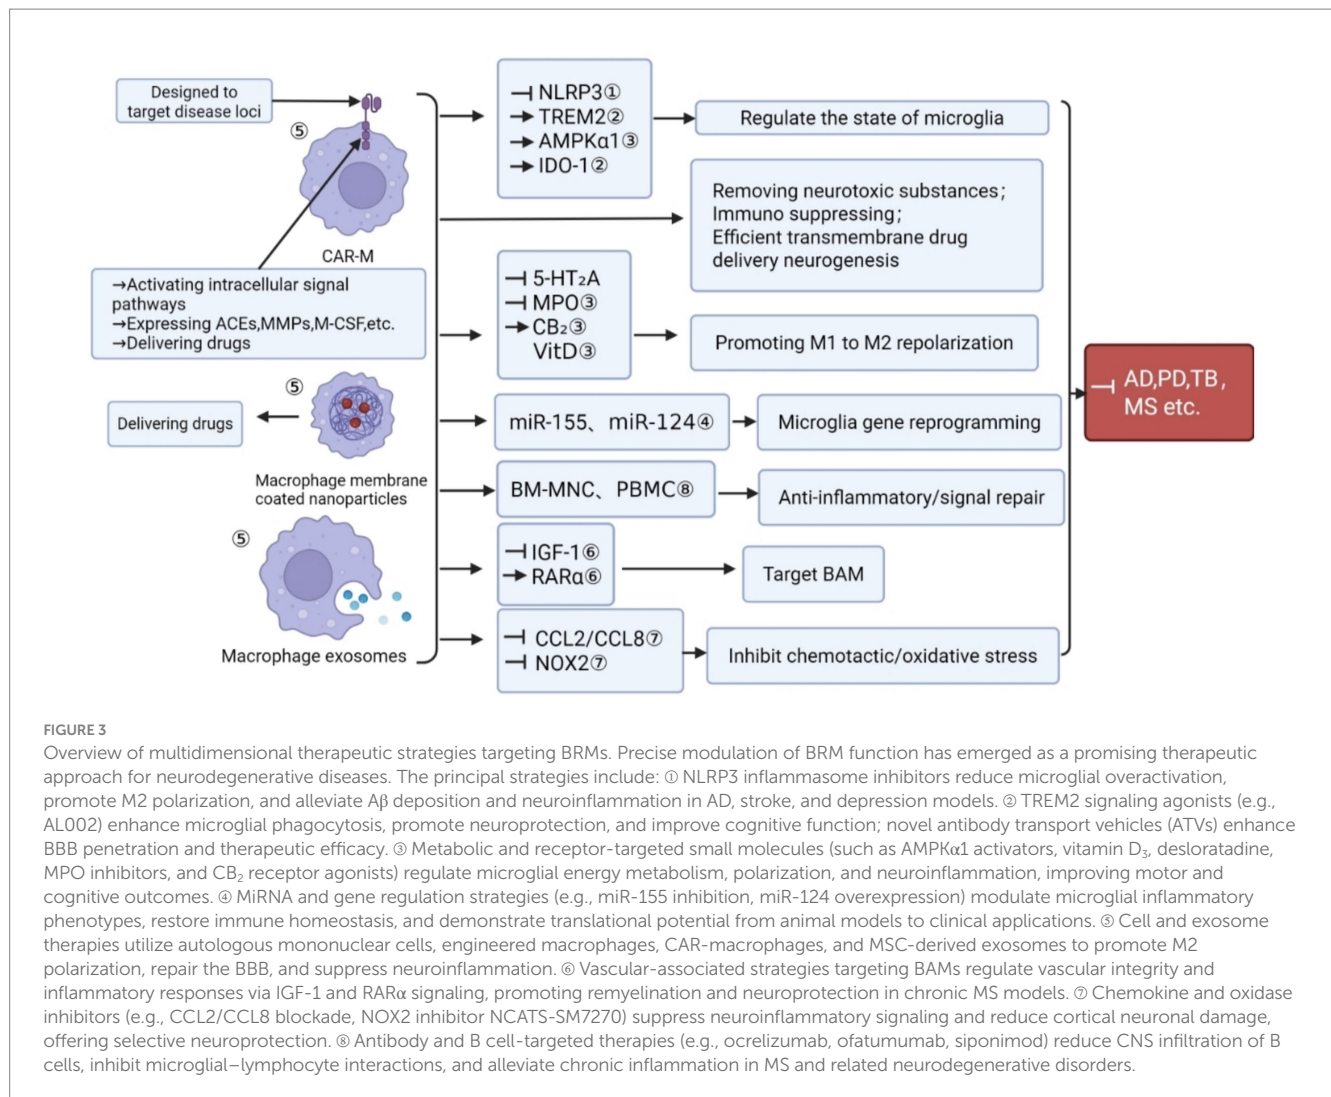 Designed to
target disease loci
⑤
CAR-M
→Activating intracellular signal
pathways
→Expressing ACEs,MMPs,M-CSF,etc.
→Delivering drugs
⑤
Delivering drugs
Macrophage membrane
coated nanoparticles
⑤
Macrophage exosomes
NLRP3①
TREM2②
AMPKα1③
IDO-1②
Regulate the state of microglia
Removing neurotoxic substances;
Immuno suppressing;
Efficient transmembrane drug
delivery neurogenesis
5-HT₂A
MPO③
CB₂③
VitD③
Promoting M1 to M2 repolarization
miR-155、miR-124④
Microglia gene reprogramming
BM-MNC、PBMC⑧
Anti-inflammatory/signal repair
IGF-1⑥
RARα⑥
Target BAM
CCL2/CCL8⑦
NOX2⑦
Inhibit chemotactic/oxidative stress
AD,PD,TB,
MS etc.
FIGURE 3
Overview of multidimensional therapeutic strategies targeting BRMs. Precise modulation of BRM function has emerged as a promising therapeutic
approach for neurodegenerative diseases. The principal strategies include: ① NLRP3 inflammasome inhibitors reduce microglial overactivation,
promote M2 polarization, and alleviate Aβ deposition and neuroinflammation in AD, stroke, and depression models. ② TREM2 signaling agonists (e.g.,
AL002) enhance microglial phagocytosis, promote neuroprotection, and improve cognitive function; novel antibody transport vehicles (ATVs) enhance
BBB penetration and therapeutic efficacy. ③ Metabolic and receptor-targeted small molecules (such as AMPKα1 activators, vitamin D₃, desloratadine,
MPO inhibitors, and CB₂ receptor agonists) regulate microglial energy metabolism, polarization, and neuroinflammation, improving motor and
cognitive outcomes. ④ MiRNA and gene regulation strategies (e.g., miR-155 inhibition, miR-124 overexpression) modulate microglial inflammatory
phenotypes, restore immune homeostasis, and demonstrate translational potential from animal models to clinical applications. ⑤ Cell and exosome
therapies utilize autologous mononuclear cells, engineered macrophages, CAR-macrophages, and MSC-derived exosomes to promote M2
polarization, repair the BBB, and suppress neuroinflammation. ⑥ Vascular-associated strategies targeting BAMs regulate vascular integrity and
inflammatory responses via IGF-1 and RARα signaling, promoting remyelination and neuroprotection in chronic MS models. ⑦ Chemokine and oxidase
inhibitors (e.g., CCL2/CCL8 blockade, NOX2 inhibitor NCATS-SM7270) suppress neuroinflammatory signaling and reduce cortical neuronal damage,
offering selective neuroprotection. ⑧ Antibody and B cell-targeted therapies (e.g., ocrelizumab, ofatumumab, siponimod) reduce CNS infiltration of B
cells, inhibit microglial–lymphocyte interactions, and alleviate chronic inflammation in MS and related neurodegenerative disorders.